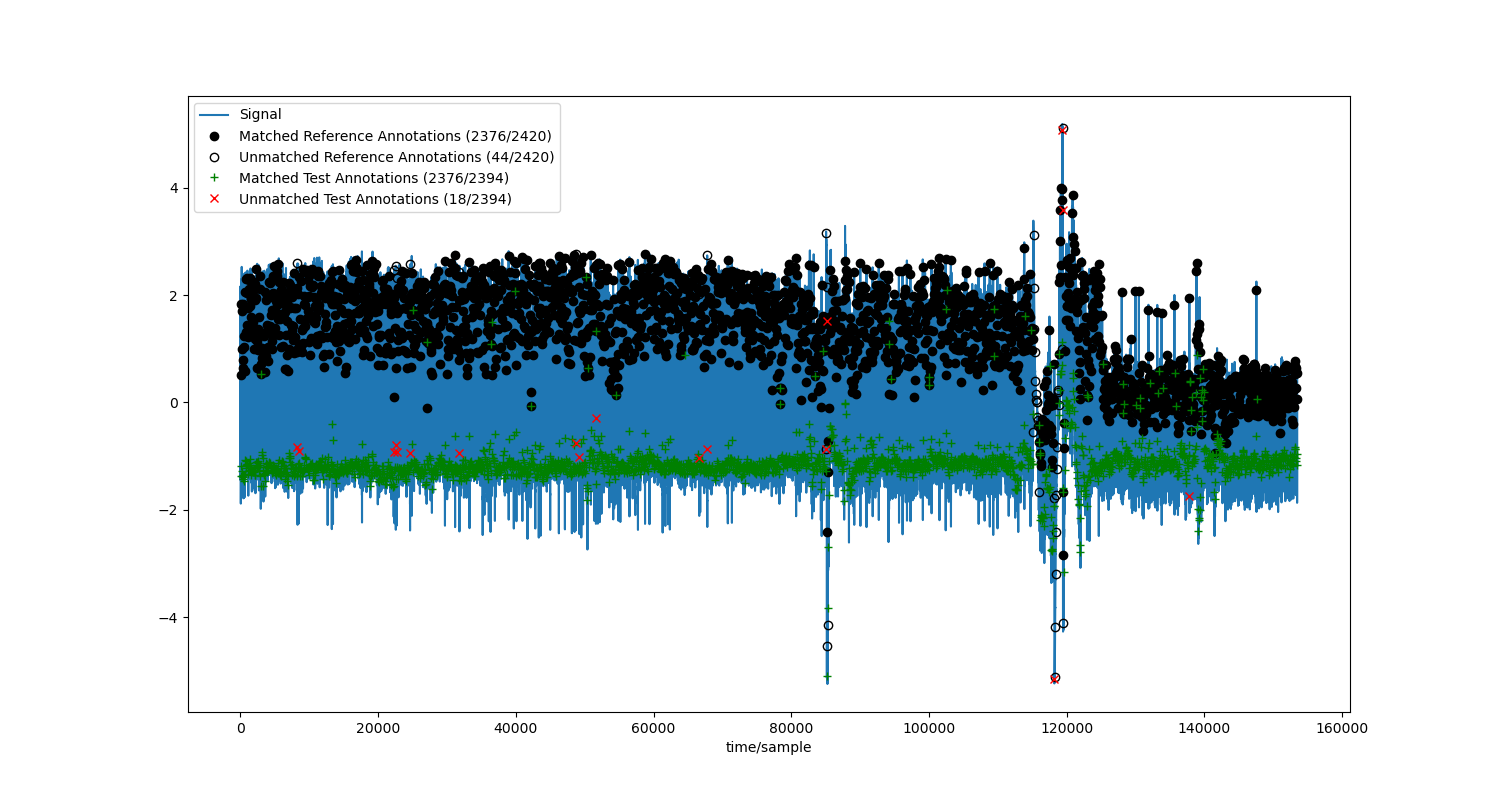 Signal
Matched Reference Annotations (2376/2420)
Unmatched Reference Annotations (44/2420)
Matched Test Annotations (2376/2394)
Unmatched Test Annotations (18/2394)
4
2
0
−2
−4
0 20000 40000 60000 80000 100000 120000 140000 160000
time/sample